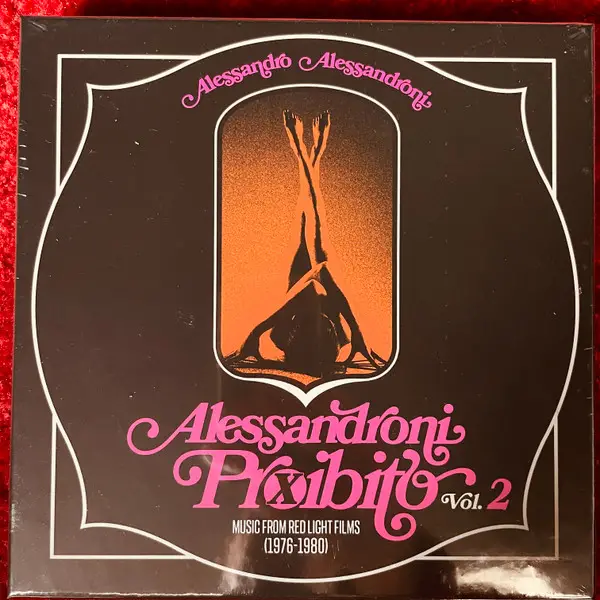 Alessandro Alessandroni
Alessandroni
Proibito Vol. 2
MUSIC FROM RED LIGHT FILMS
(1976-1980)